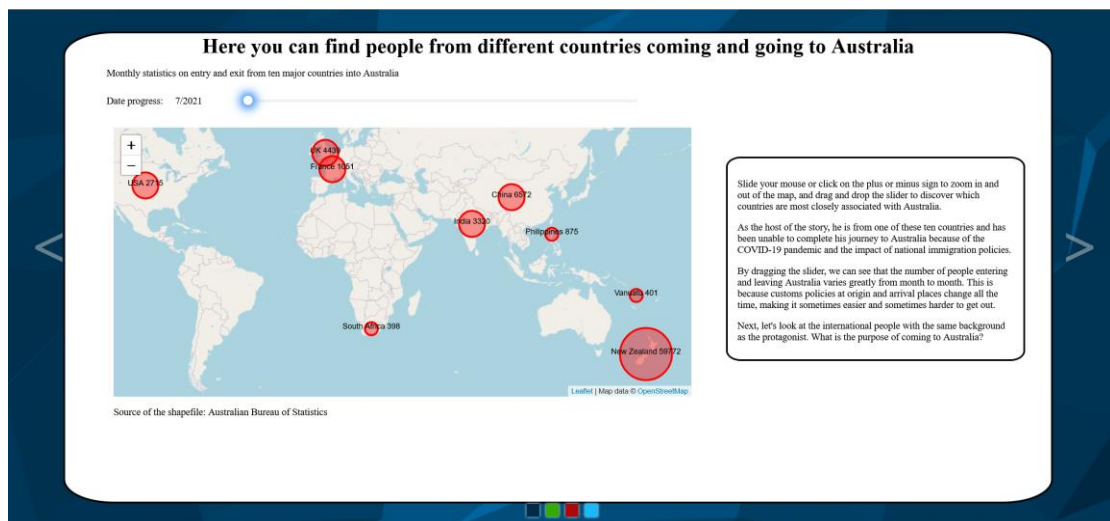 Here you can find people from different countries coming and going to Australia
Monthly statistics on entry and exit from ten major countries into Australia
Date progress: 7/2021
+
−
UK 4439
France 1051
USA 2715
China 6572
India 3320
Philippines 875
Vanuatu 401
South Africa 398
New Zealand 59772
Leaflet | Map data © OpenStreetMap
Source of the shapefile: Australian Bureau of Statistics
Slide your mouse or click on the plus or minus sign to zoom in and
out of the map, and drag and drop the slider to discover which
countries are most closely associated with Australia.
As the host of the story, he is from one of these ten countries and has
been unable to complete his journey to Australia because of the
COVID-19 pandemic and the impact of national immigration policies.
By dragging the slider, we can see that the number of people entering
and leaving Australia varies greatly from month to month. This is
because customs policies at origin and arrival places change all the
time, making it sometimes easier and sometimes harder to get out.
Next, let's look at the international people with the same background
as the protagonist. What is the purpose of coming to Australia?